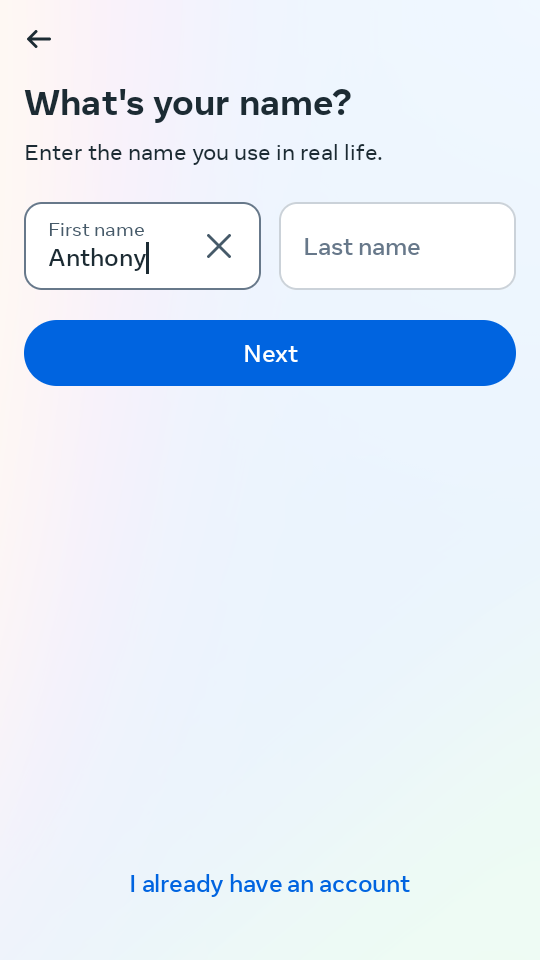 What's your name?
Enter the name you use in real life.
First name
Anthony
Last name
Next
I already have an account